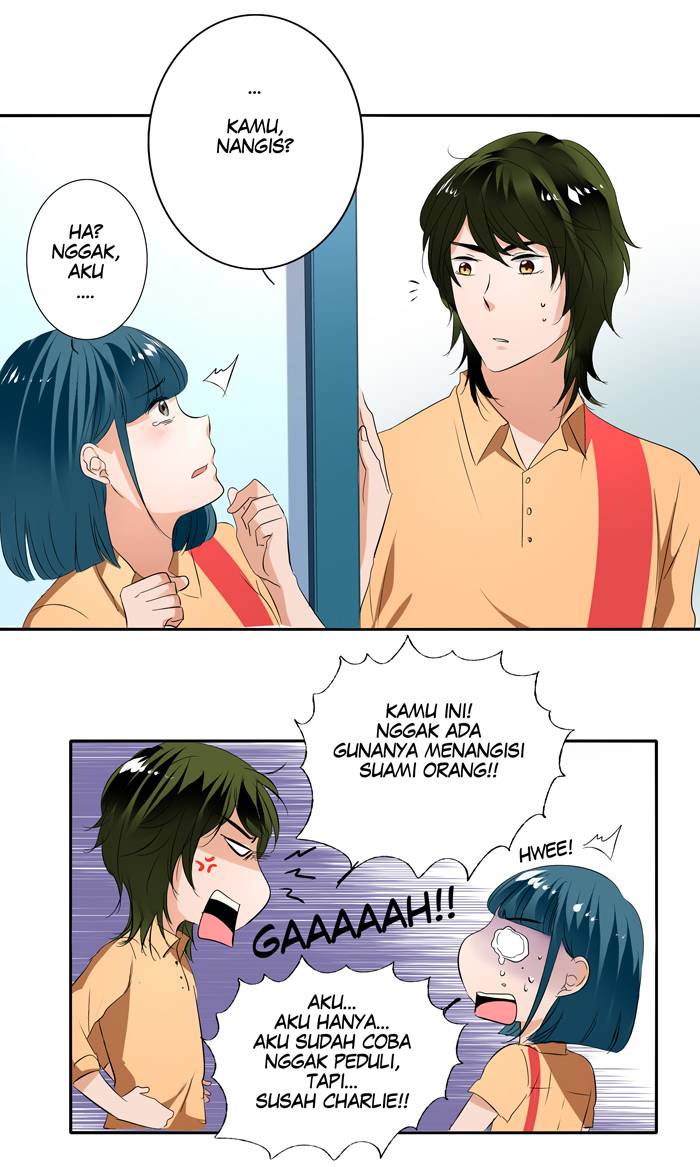 ...
KAMU,
NANGIS?
HA?
NGGAK,
AKU
....
KAMU INI!
NGGAK ADA
GUNANYA MENANGISI
SUAMI ORANG!!
HWEE!
GAAAAAH!!
AKU...
AKU HANYA...
AKU SUDAH COBA
NGGAK PEDULI,
TAPI...
SUSAH CHARLIE!!